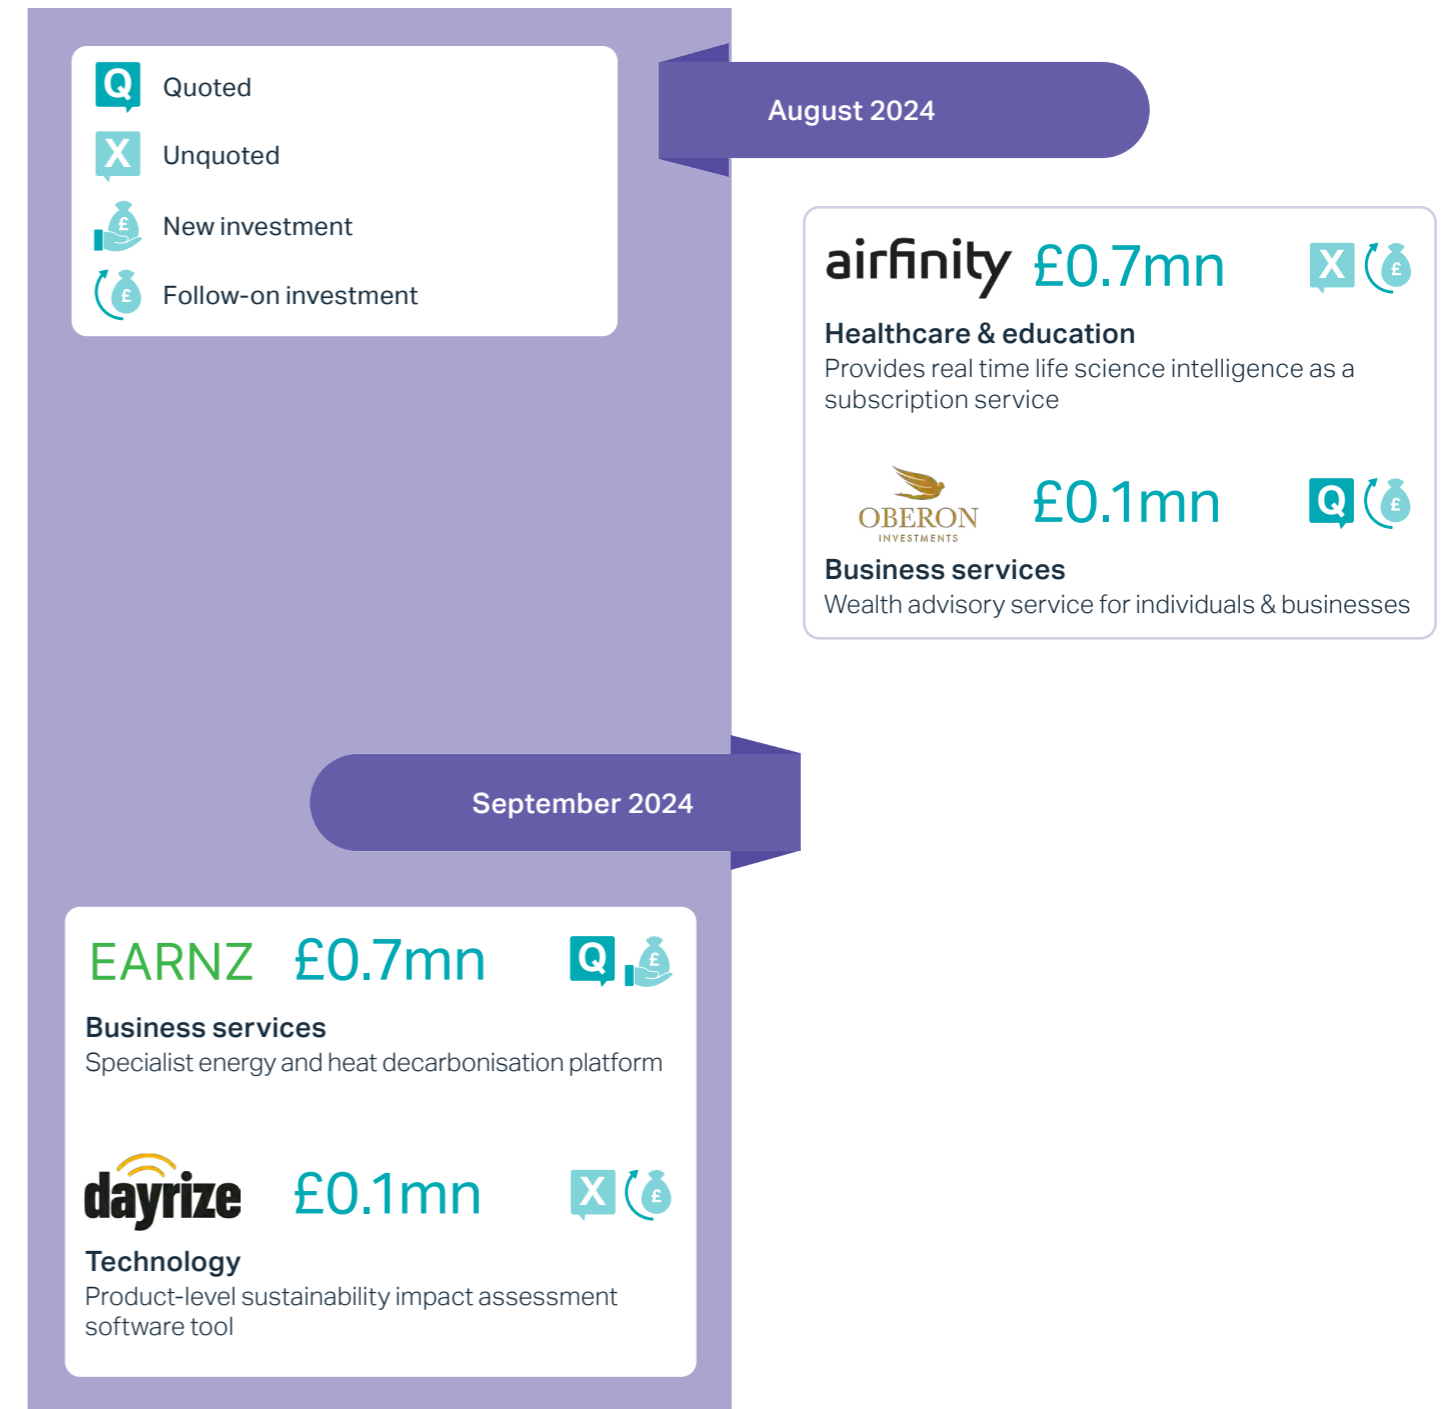 Q Quoted
X Unquoted
£ New investment
£ Follow-on investment
August 2024
airfinity £0.7mn X £
Healthcare & education
Provides real time life science intelligence as a
subscription service
OBERON
INVESTMENTS
£0.1mn Q £
Business services
Wealth advisory service for individuals & businesses
September 2024
EARNZ £0.7mn Q £
Business services
Specialist energy and heat decarbonisation platform
dayrize £0.1mn X £
Technology
Product-level sustainability impact assessment
software tool